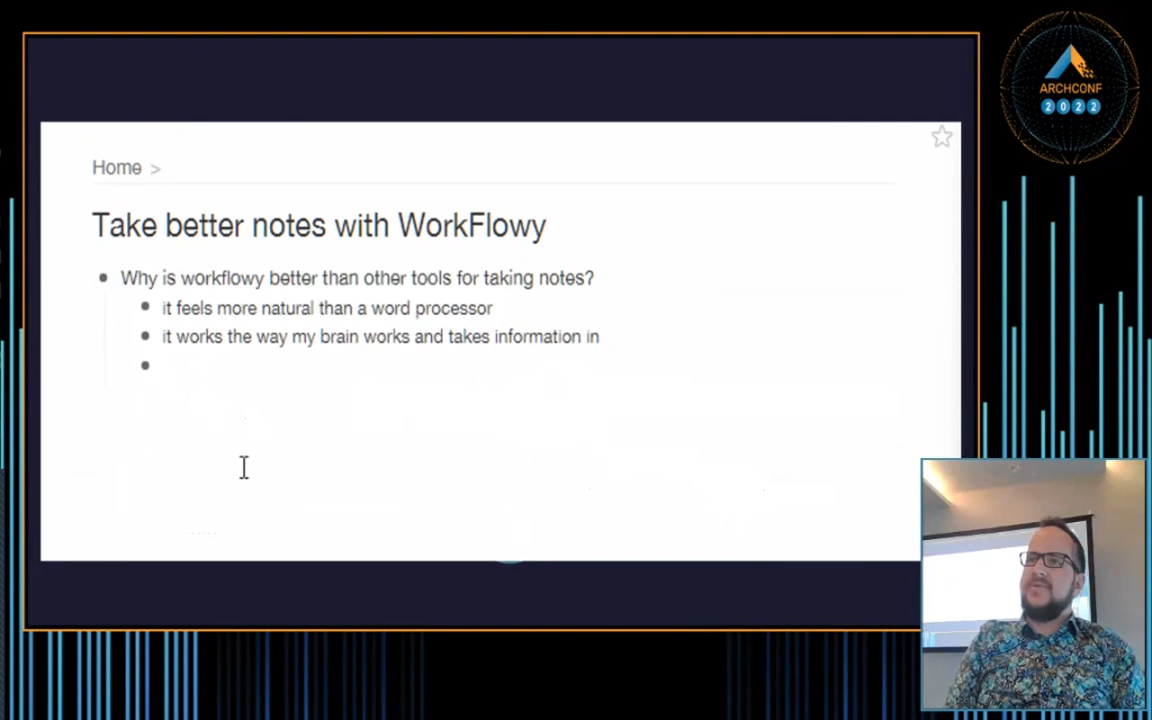 ARCHCONF
2022
Home >
Take better notes with WorkFlowy
Why is workflowy better than other tools for taking notes?
it feels more natural than a word processor
it works the way my brain works and takes information in